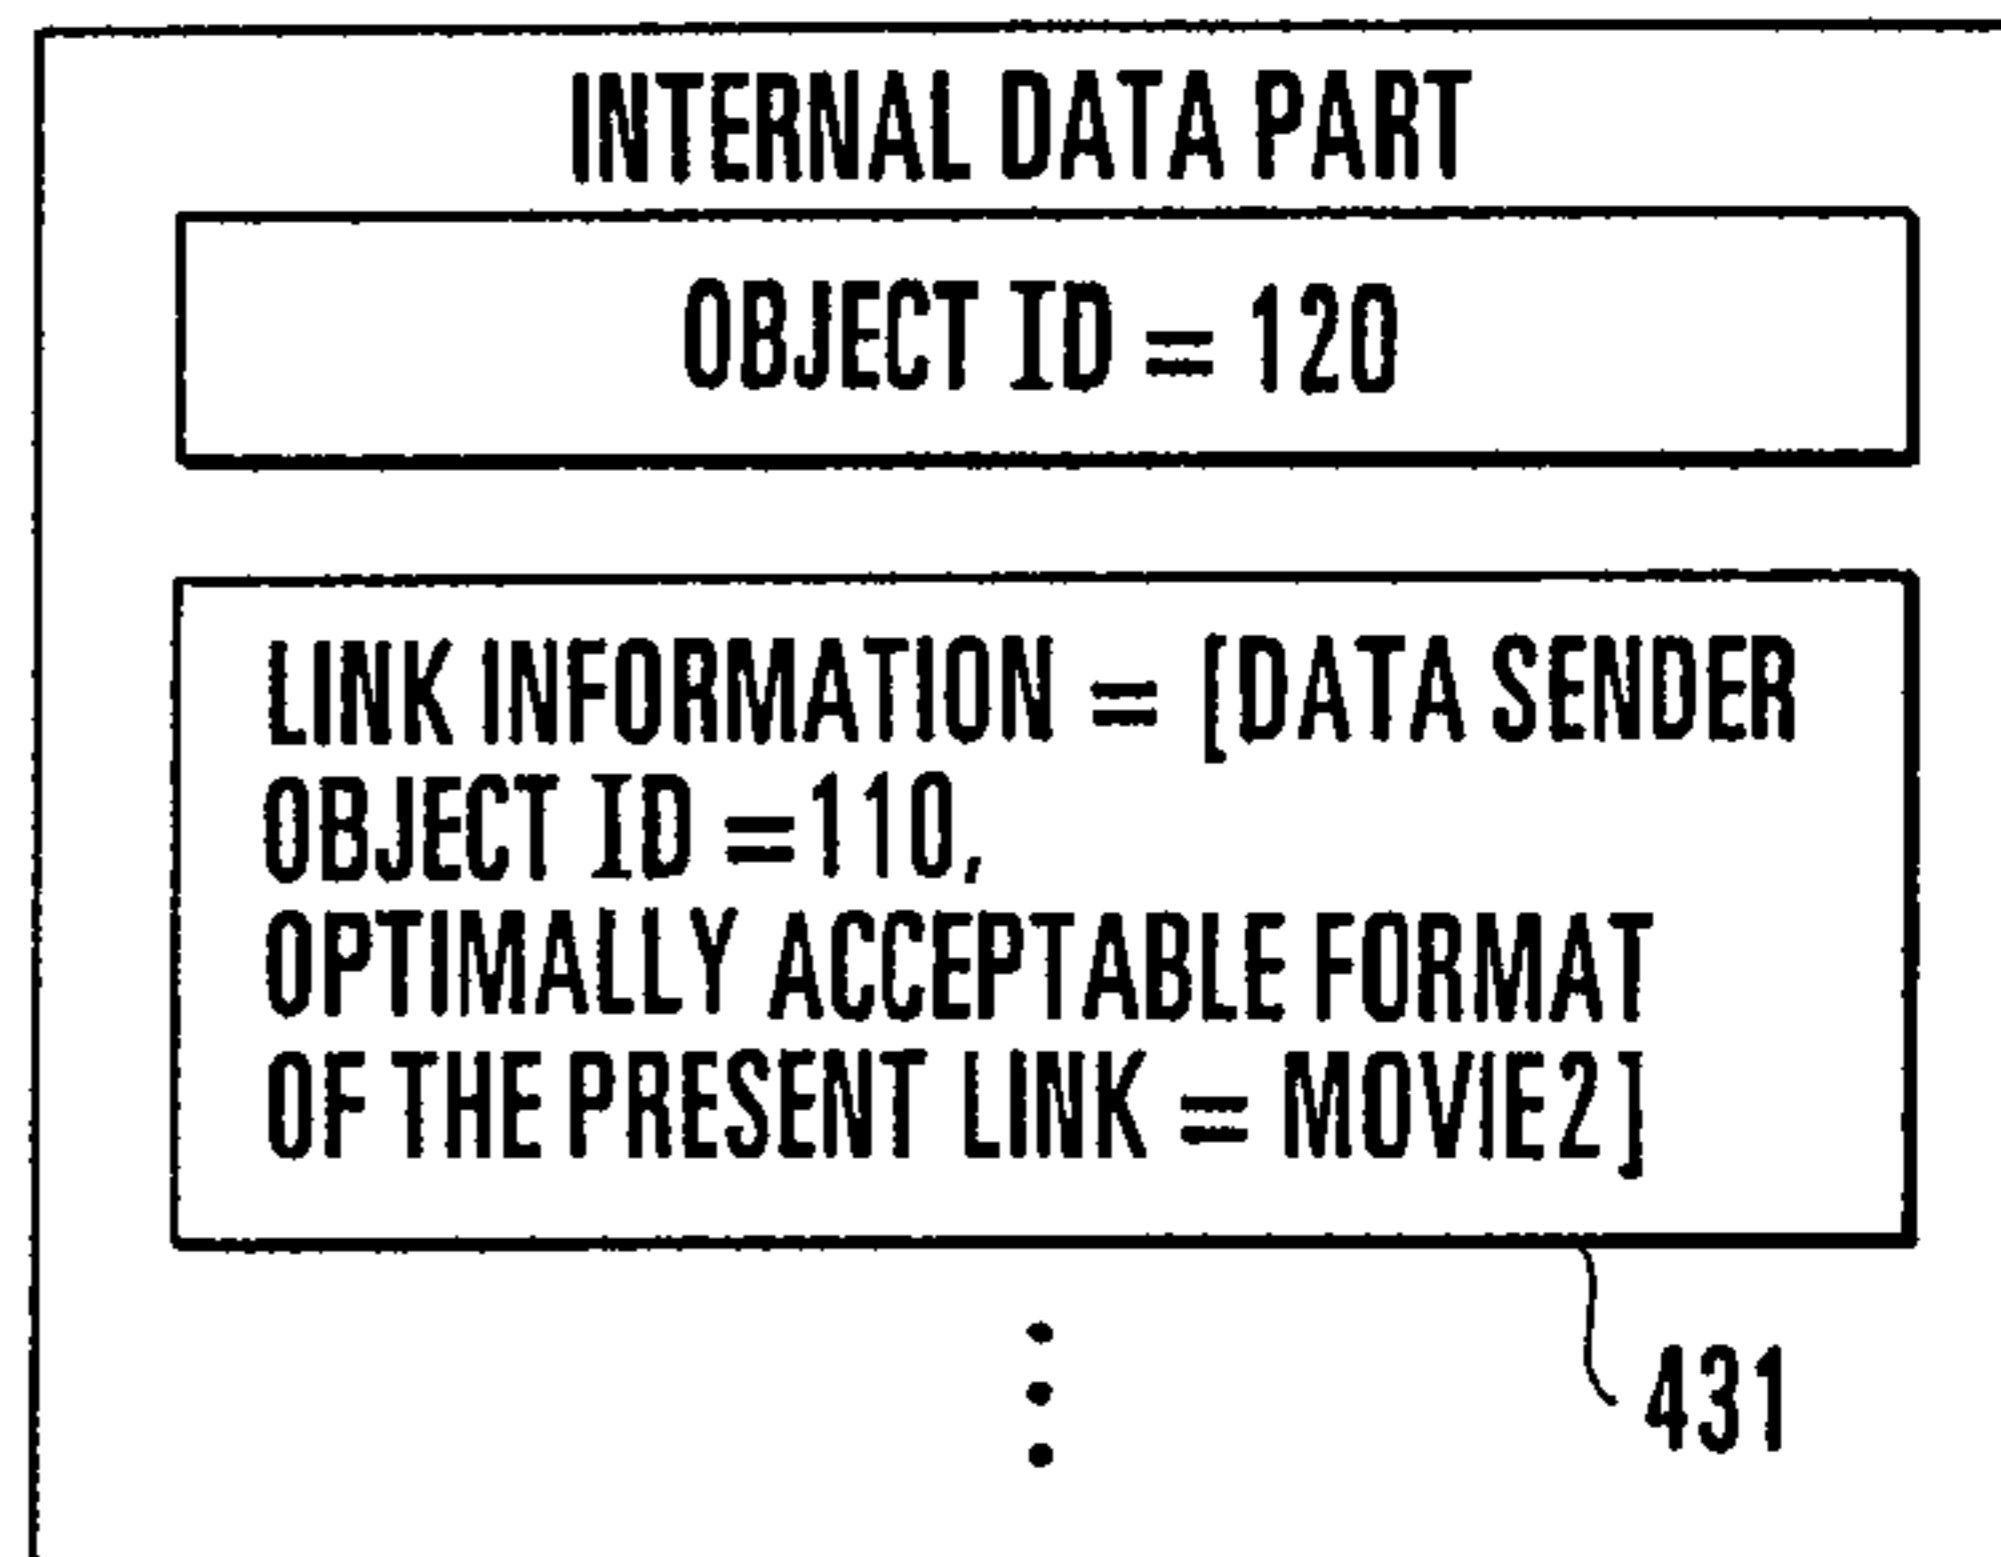 INTERNAL DATA PART
OBJECT ID = 120
LINK INFORMATION = [DATA SENDER
OBJECT ID =110,
OPTIMALLY ACCEPTABLE FORMAT
OF THE PRESENT LINK = MOVIE2]
431